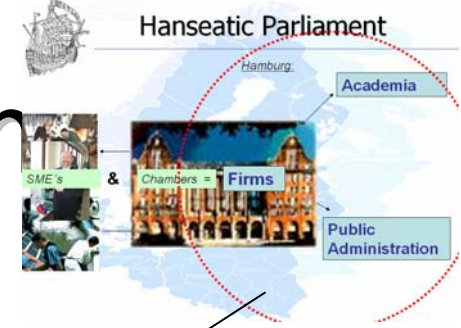 Hanseatic Parliament
Hamburg:
Academia
SME´s & Chambers = Firms
Public
Administration